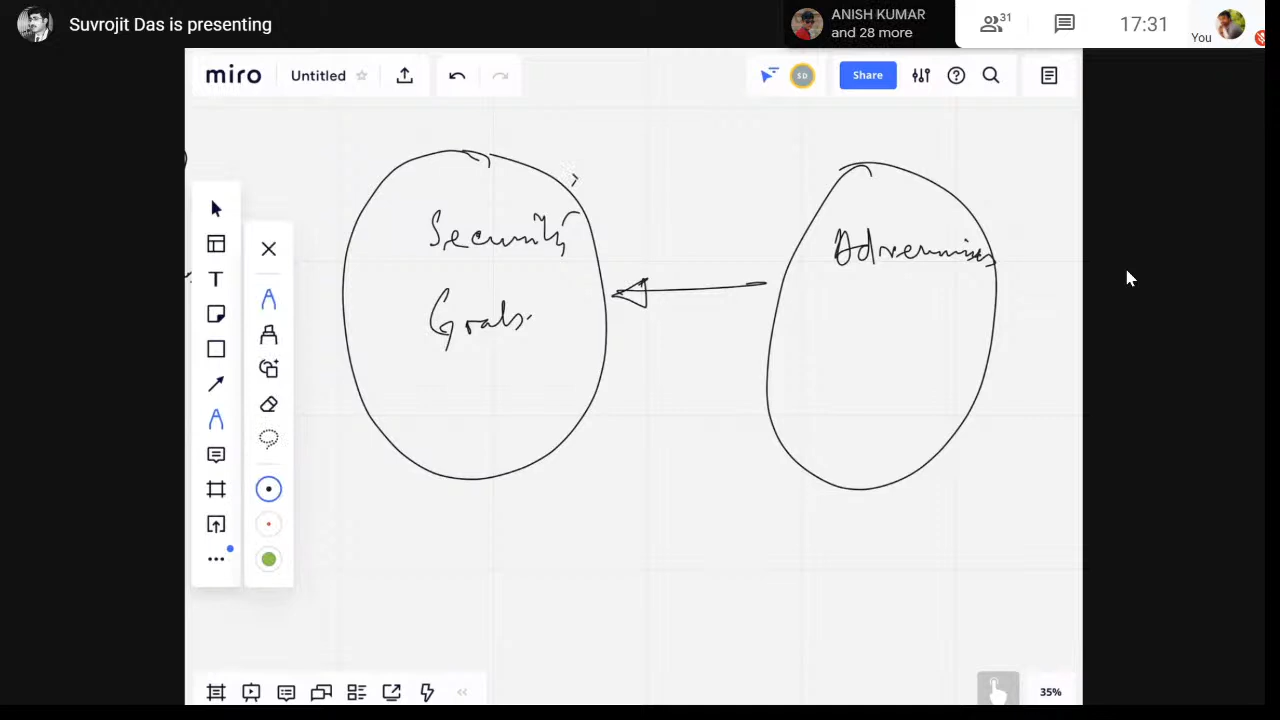 Suvrojit Das is presenting
ANISH KUMAR
and 28 more
31
17:31
You
miro
Untitled
SD
Share
T
Security
Goals.
Adversaries
35%